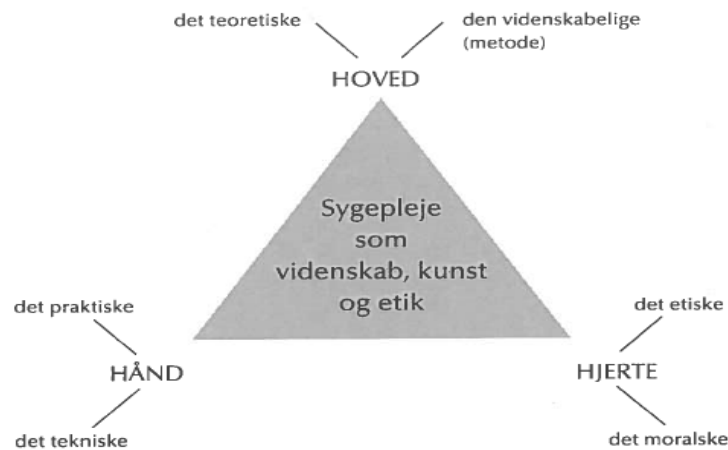 det teoretiske
den videnskabelige
(metode)
HOVED
Sygepleje
som
videnskab, kunst
og etik
det praktiske
HÅND
det tekniske
det etiske
HJERTE
det moralske